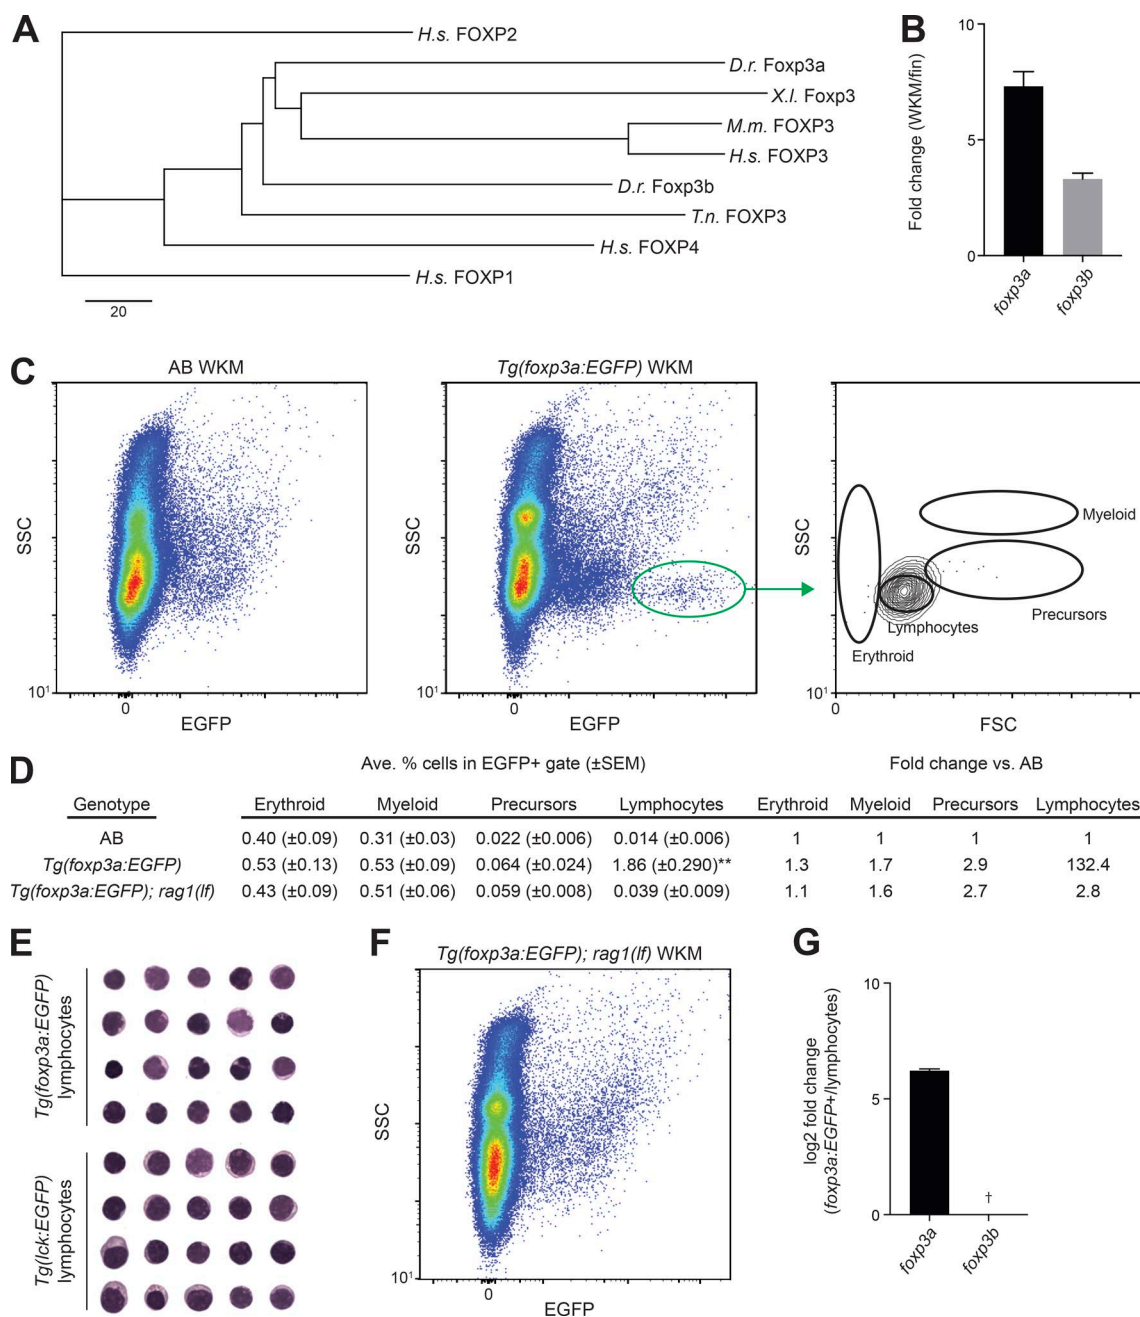 A
H.s. FOXP2
D.r. Foxp3a
X.l. Foxp3
M.m. FOXP3
H.s. FOXP3
D.r. Foxp3b
T.n. FOXP3
H.s. FOXP4
H.s. FOXP1
20
B
Fold change (WKM/fin)
10
5
0
foxp3a
foxp3b
C
AB WKM
SSC
10¹
0
EGFP
Tg(foxp3a:EGFP) WKM
SSC
10¹
0
EGFP
SSC
Myeloid
Precursors
Lymphocytes
Erythroid
10¹
0
FSC
D
Ave. % cells in EGFP+ gate (±SEM) Fold change vs. AB
Genotype Erythroid Myeloid Precursors Lymphocytes Erythroid Myeloid Precursors Lymphocytes
AB 0.40 (±0.09) 0.31 (±0.03) 0.022 (±0.006) 0.014 (±0.006) 1 1 1 1
Tg(foxp3a:EGFP) 0.53 (±0.13) 0.53 (±0.09) 0.064 (±0.024) 1.86 (±0.290)** 1.3 1.7 2.9 132.4
Tg(foxp3a:EGFP); rag1(lf) 0.43 (±0.09) 0.51 (±0.06) 0.059 (±0.008) 0.039 (±0.009) 1.1 1.6 2.7 2.8
E
Tg(foxp3a:EGFP)
lymphocytes
Tg(lck:EGFP)
lymphocytes
F
Tg(foxp3a:EGFP); rag1(lf) WKM
SSC
10¹
0
EGFP
G
log2 fold change
(foxp3a:EGFP+/lymphocytes)
10
5
0
†
foxp3a
foxp3b